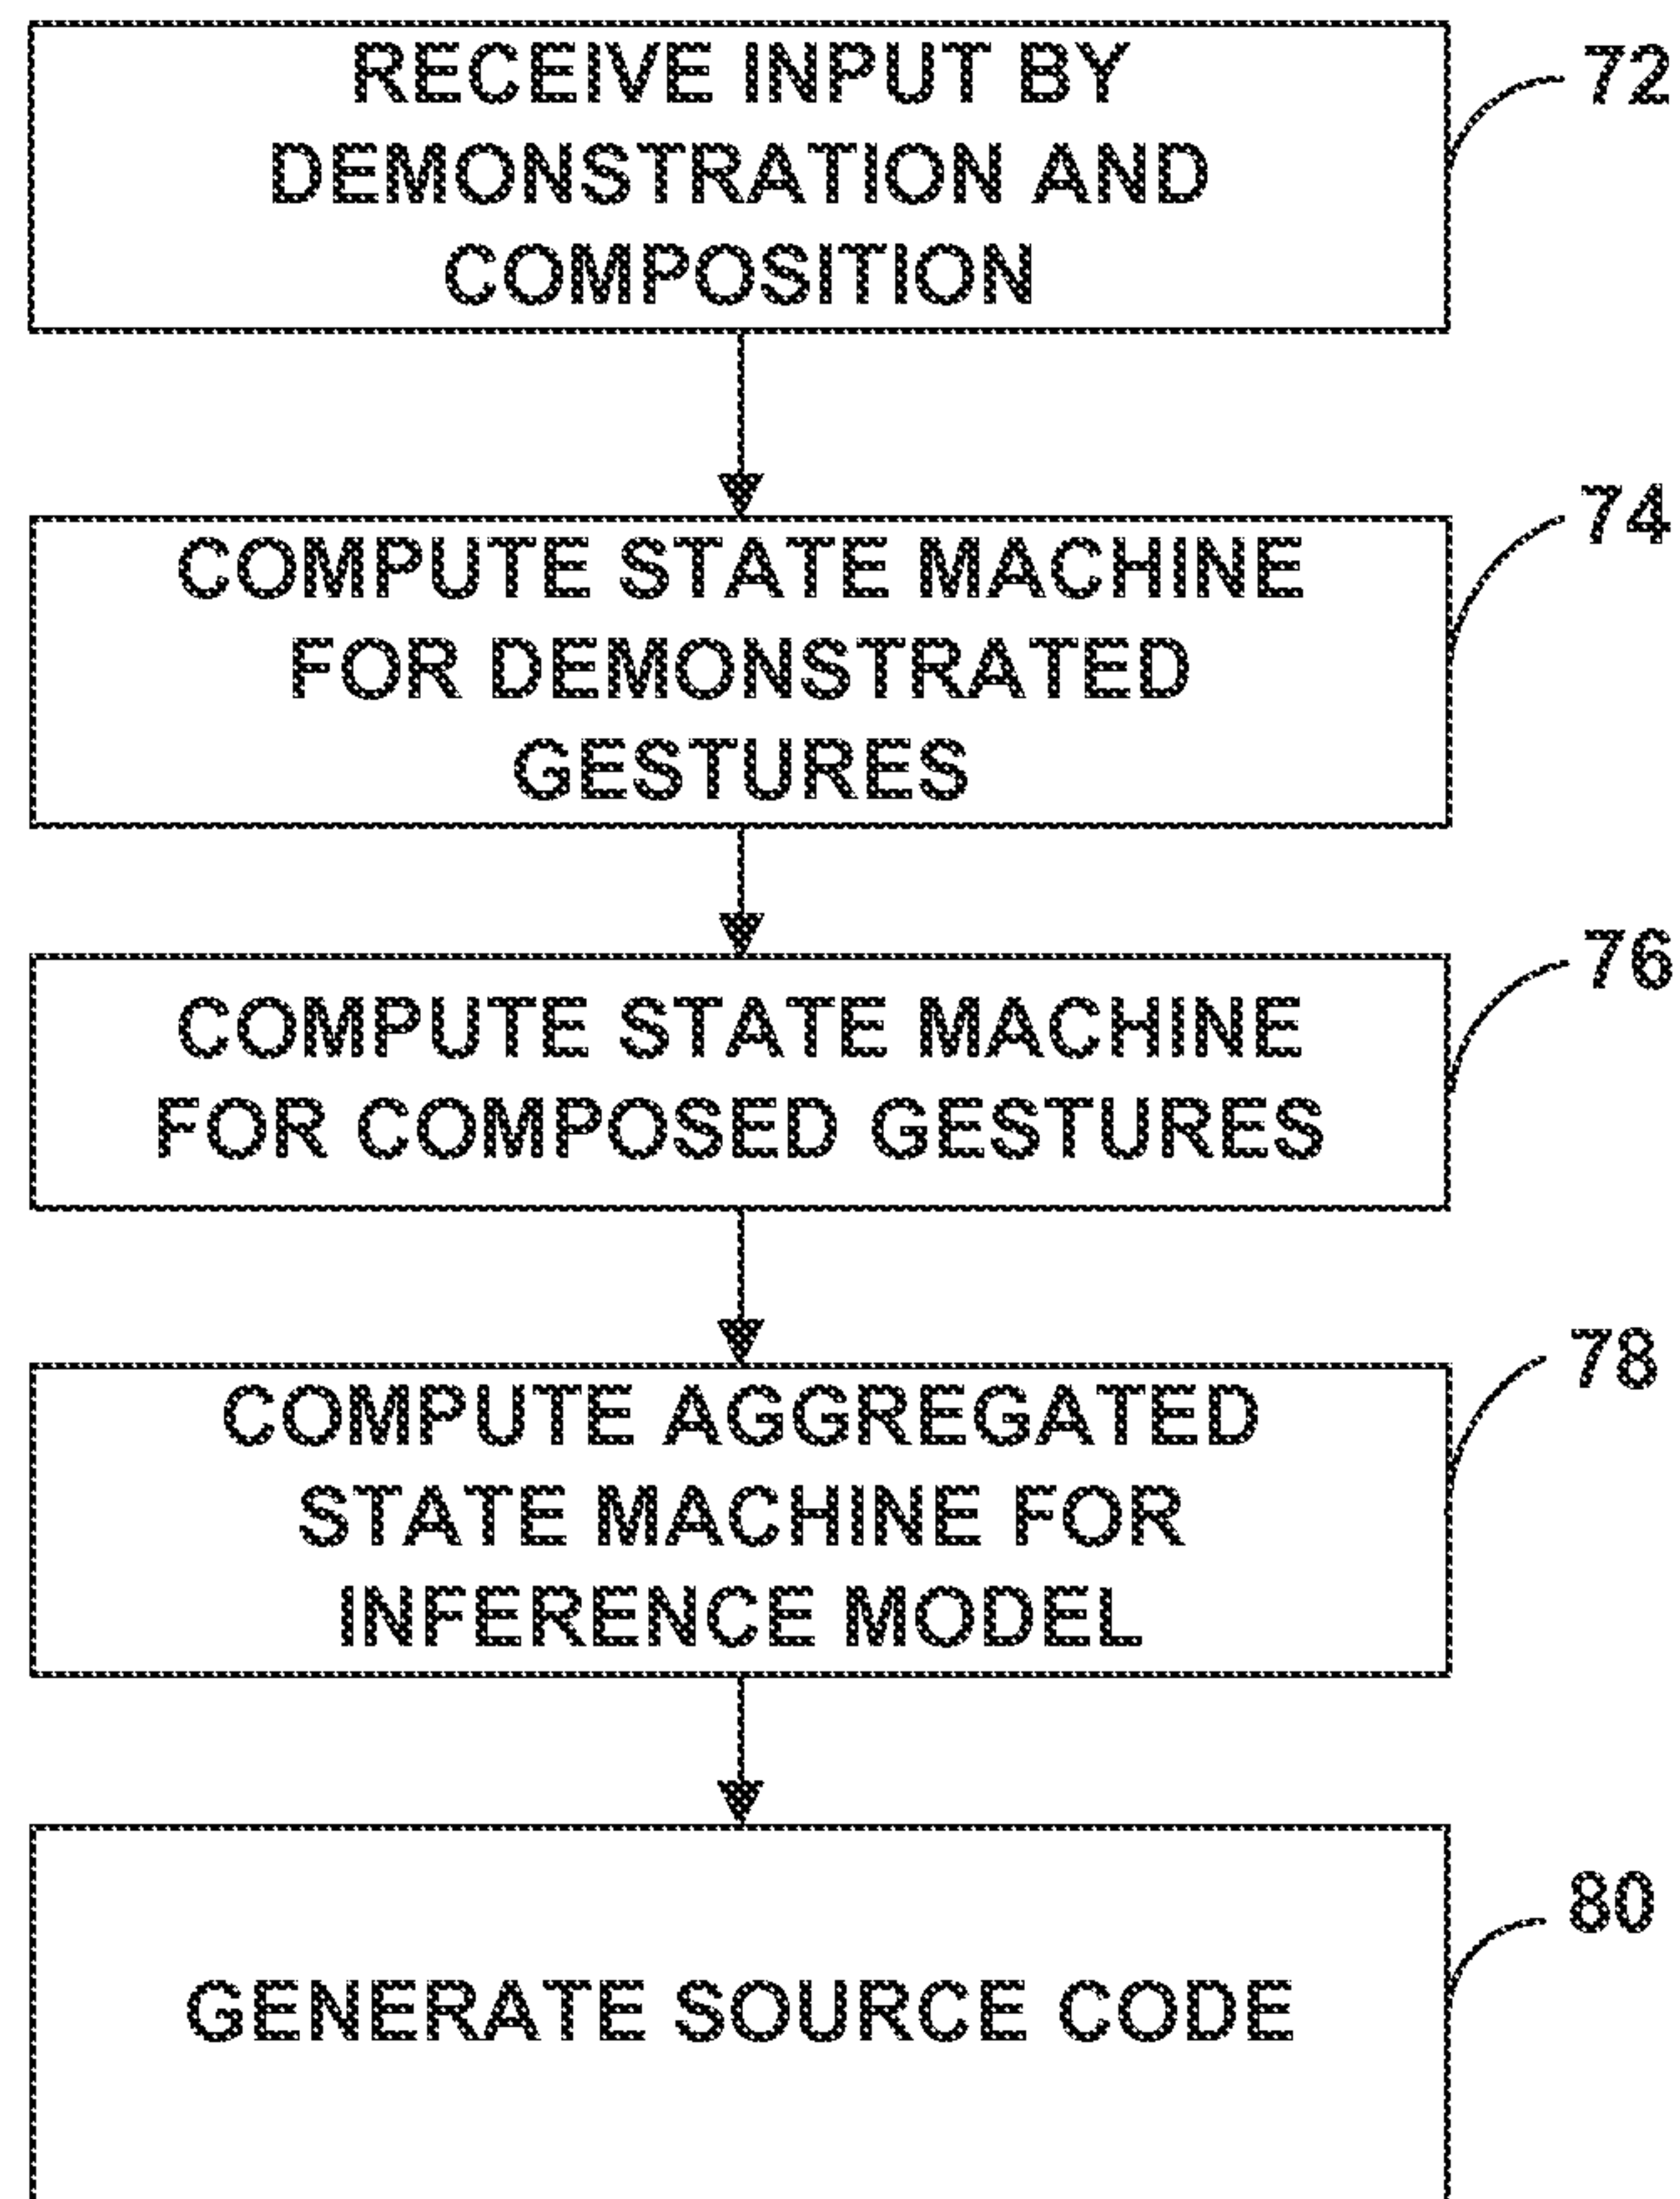 RECEIVE INPUT BY
DEMONSTRATION AND
COMPOSITION
72
COMPUTE STATE MACHINE
FOR DEMONSTRATED
GESTURES
74
COMPUTE STATE MACHINE
FOR COMPOSED GESTURES
76
COMPUTE AGGREGATED
STATE MACHINE FOR
INFERENCE MODEL
78
GENERATE SOURCE CODE
80